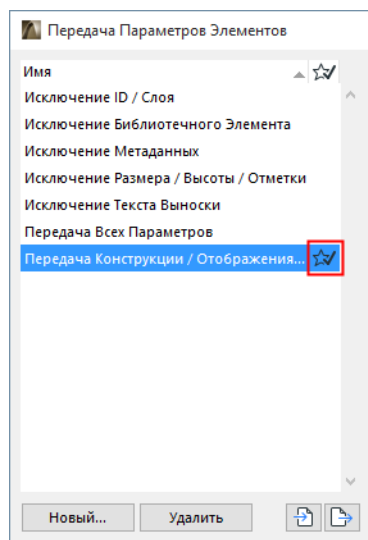 Передача Параметров Элементов
Имя
Исключение ID / Слоя
Исключение Библиотечного Элемента
Исключение Метаданных
Исключение Размера / Высоты / Отметки
Исключение Текста Выноски
Передача Всех Параметров
Передача Конструкции / Отображения...
Новый... Удалить